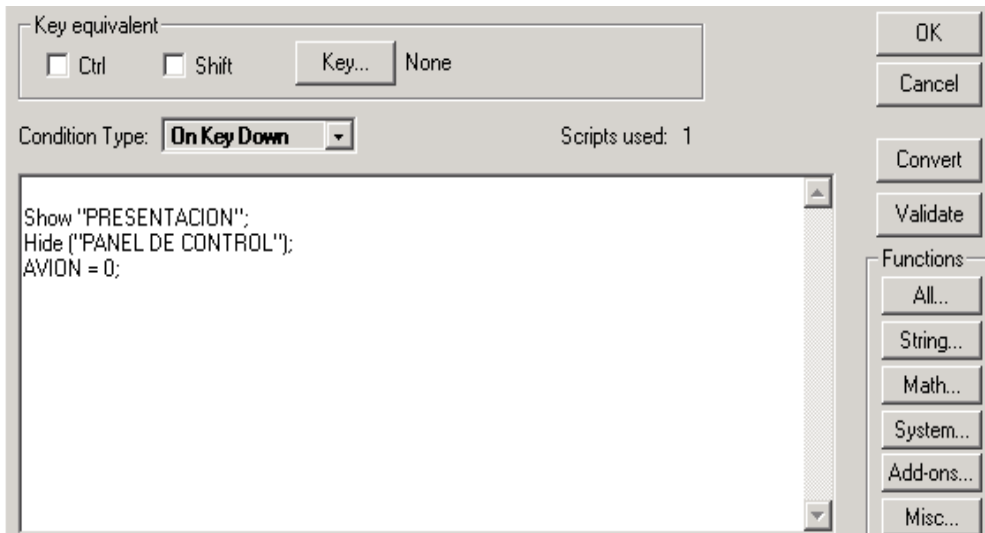 Key equivalent
Ctrl Shift Key... None
OK
Cancel
Condition Type: On Key Down Scripts used: 1
Convert
Validate
Show "PRESENTACION";
Hide ("PANEL DE CONTROL");
AVION = 0;
Functions
All...
String...
Math...
System...
Add-ons...
Misc...